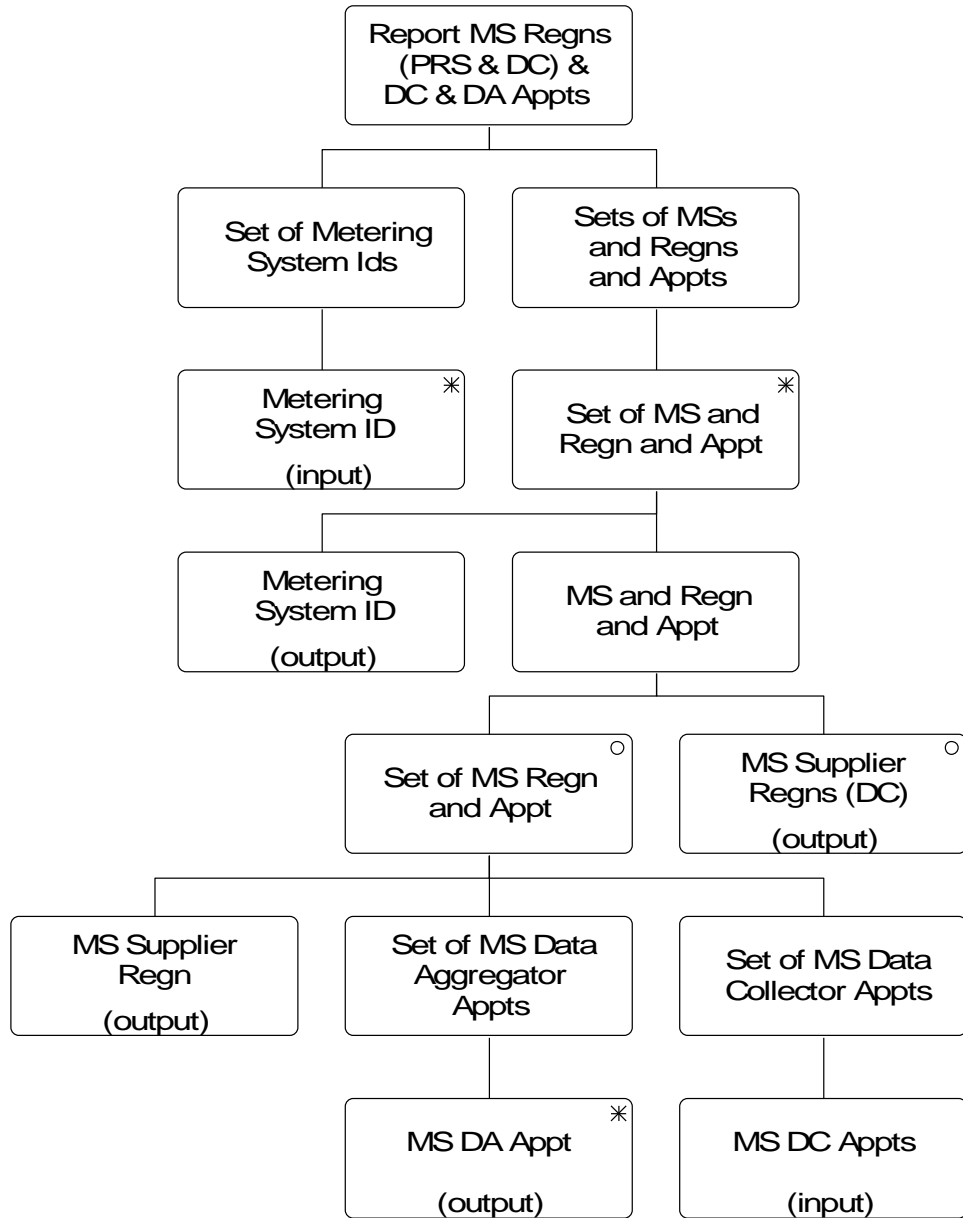 Report MS Regns
(PRS & DC) &
DC & DA Appts
Set of Metering
System Ids
Sets of MSs
and Regns
and Appts
Metering
System ID
(input)
Set of MS and
Regn and Appt
Metering
System ID
(output)
MS and Regn
and Appt
Set of MS Regn
and Appt
MS Supplier
Regns (DC)
(output)
MS Supplier
Regn
(output)
Set of MS Data
Aggregator
Appts
Set of MS Data
Collector Appts
MS DA Appt
(output)
MS DC Appts
(input)